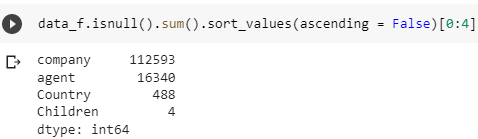 data_f.isnull().sum().sort_values(ascending = False)[0:4]
company 112593
agent 16340
Country 488
Children 4
dtype: int64